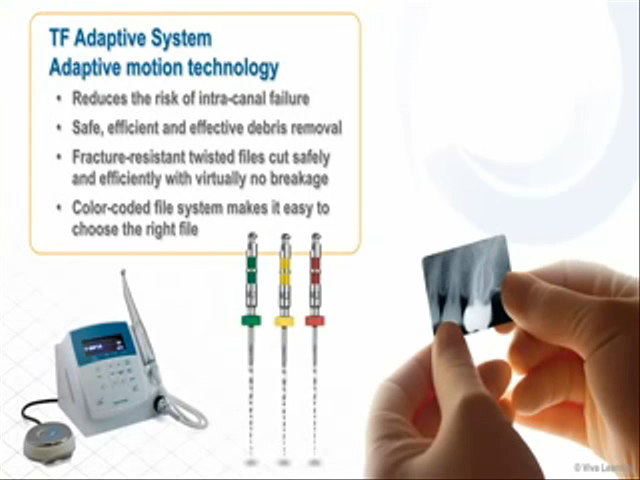 TF Adaptive System
Adaptive motion technology
• Reduces the risk of intra-canal failure
• Safe, efficient and effective debris removal
• Fracture-resistant twisted files cut safely
and efficiently with virtually no breakage
• Color-coded file system makes it easy to
choose the right file
© Viva